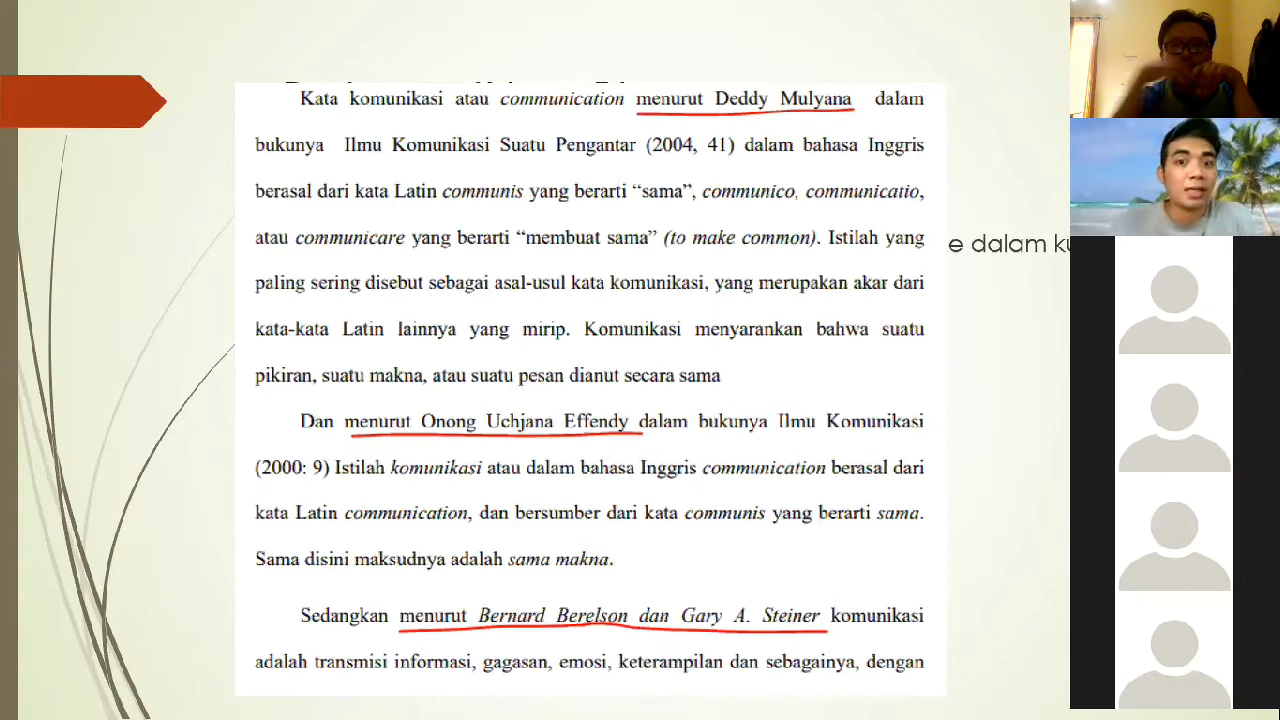 Kata komunikasi atau communication menurut Deddy Mulyana dalam
bukunya Ilmu Komunikasi Suatu Pengantar (2004, 41) dalam bahasa Inggris
berasal dari kata Latin communis yang berarti “sama”, communico, communicatio,
atau communicare yang berarti “membuat sama” (to make common). Istilah yang
e dalam ku
paling sering disebut sebagai asal-usul kata komunikasi, yang merupakan akar dari
kata-kata Latin lainnya yang mirip. Komunikasi menyarankan bahwa suatu
pikiran, suatu makna, atau suatu pesan dianut secara sama
Dan menurut Onong Uchjana Effendy dalam bukunya Ilmu Komunikasi
(2000: 9) Istilah komunikasi atau dalam bahasa Inggris communication berasal dari
kata Latin communication, dan bersumber dari kata communis yang berarti sama.
Sama disini maksudnya adalah sama makna.
Sedangkan menurut Bernard Berelson dan Gary A. Steiner komunikasi
adalah transmisi informasi, gagasan, emosi, keterampilan dan sebagainya, dengan